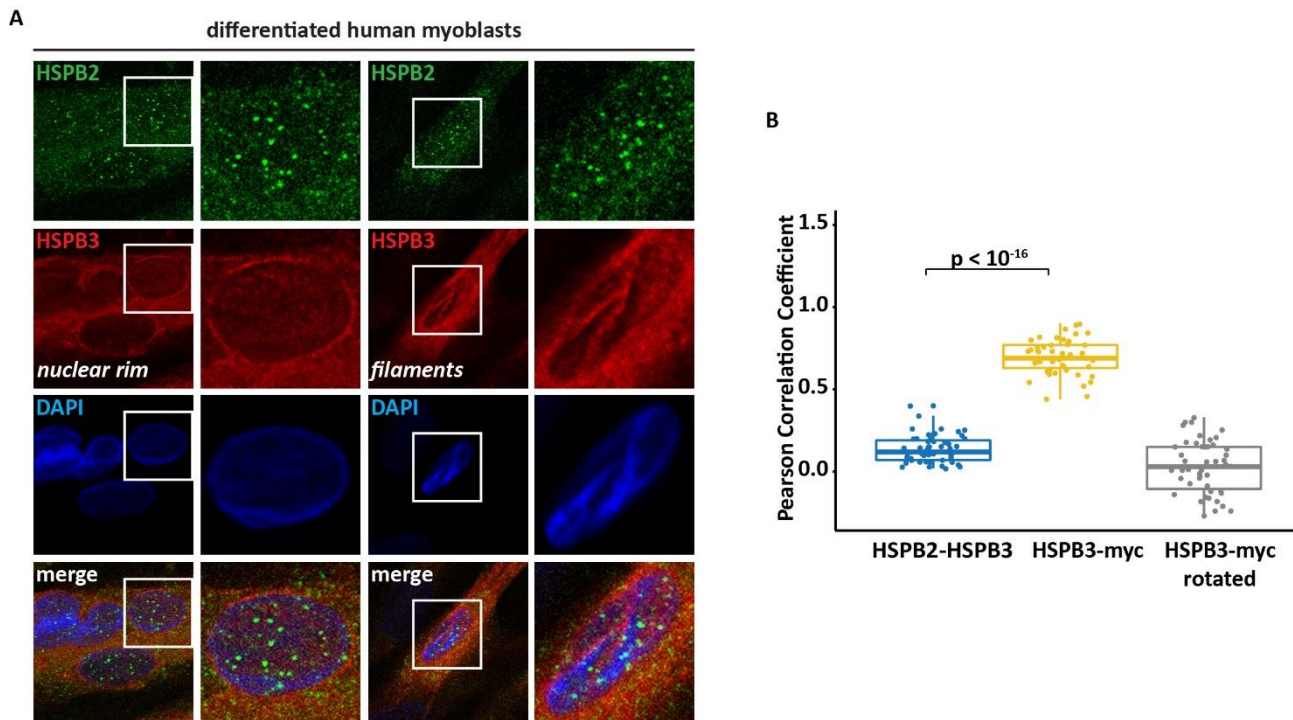 A
differentiated human myoblasts
HSPB2
HSPB2
HSPB3
nuclear rim
HSPB3
filaments
DAPI
DAPI
merge
merge
B
Pearson Correlation Coefficient
1.5
1.0
0.5
0.0
p < 10⁻¹⁶
HSPB2-HSPB3
HSPB3-myc
HSPB3-myc
rotated